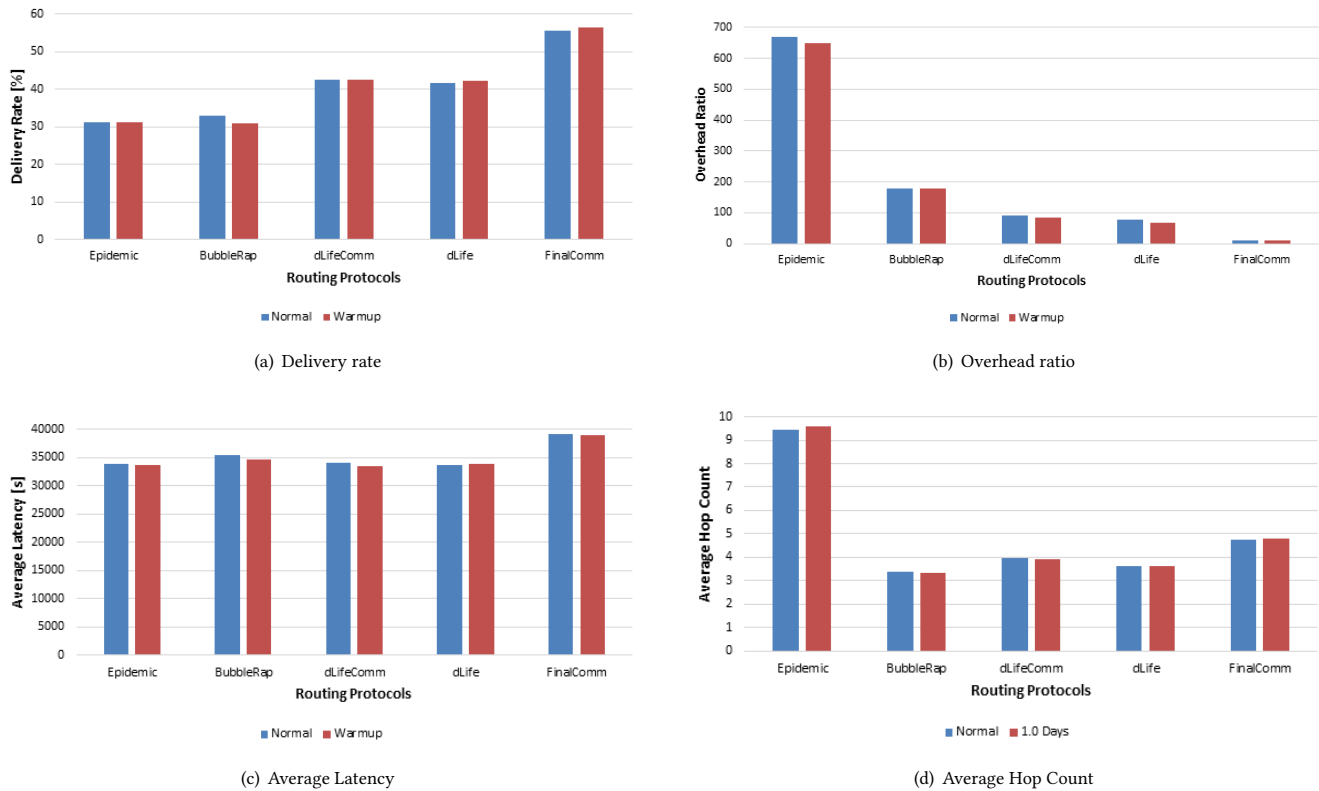 60
50
40
30
20
10
0
Delivery Rate [%]
Epidemic BubbleRap dLifeComm dLife FinalComm
Routing Protocols
Normal Warmup
(a) Delivery rate
700
600
500
400
300
200
100
0
Overhead Ratio
Epidemic BubbleRap dLifeComm dLife FinalComm
Routing Protocols
Normal Warmup
(b) Overhead ratio
40000
35000
30000
25000
20000
15000
10000
5000
0
Average Latency [s]
Epidemic BubbleRap dLifeComm dLife FinalComm
Routing Protocols
Normal Warmup
(c) Average Latency
10
9
8
7
6
5
4
3
2
1
0
Average Hop Count
Epidemic BubbleRap dLifeComm dLife FinalComm
Routing Protocols
Normal 1.0 Days
(d) Average Hop Count